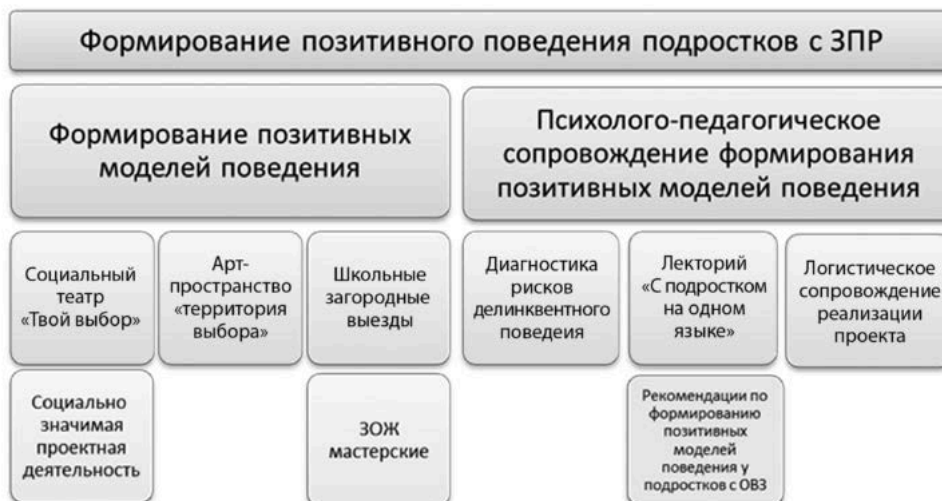 Формирование позитивного поведения подростков с ЗПР
Формирование позитивных
моделей поведения
Психолого-педагогическое
сопровождение формирования
позитивных моделей поведения
Социальный
театр
«Твой выбор»
Арт-
пространство
«территория
выбора»
Школьные
загородные
выезды
Диагностика
рисков
делинквентного
поведеия
Лекторий
«С подростком
на одном
языке»
Логистическое
сопровождение
реализации
проекта
Социально
значимая
проектная
деятельность
ЗОЖ
мастерские
Рекомендации по
формированию
позитивных
моделей
поведения у
подростков с ОВЗ